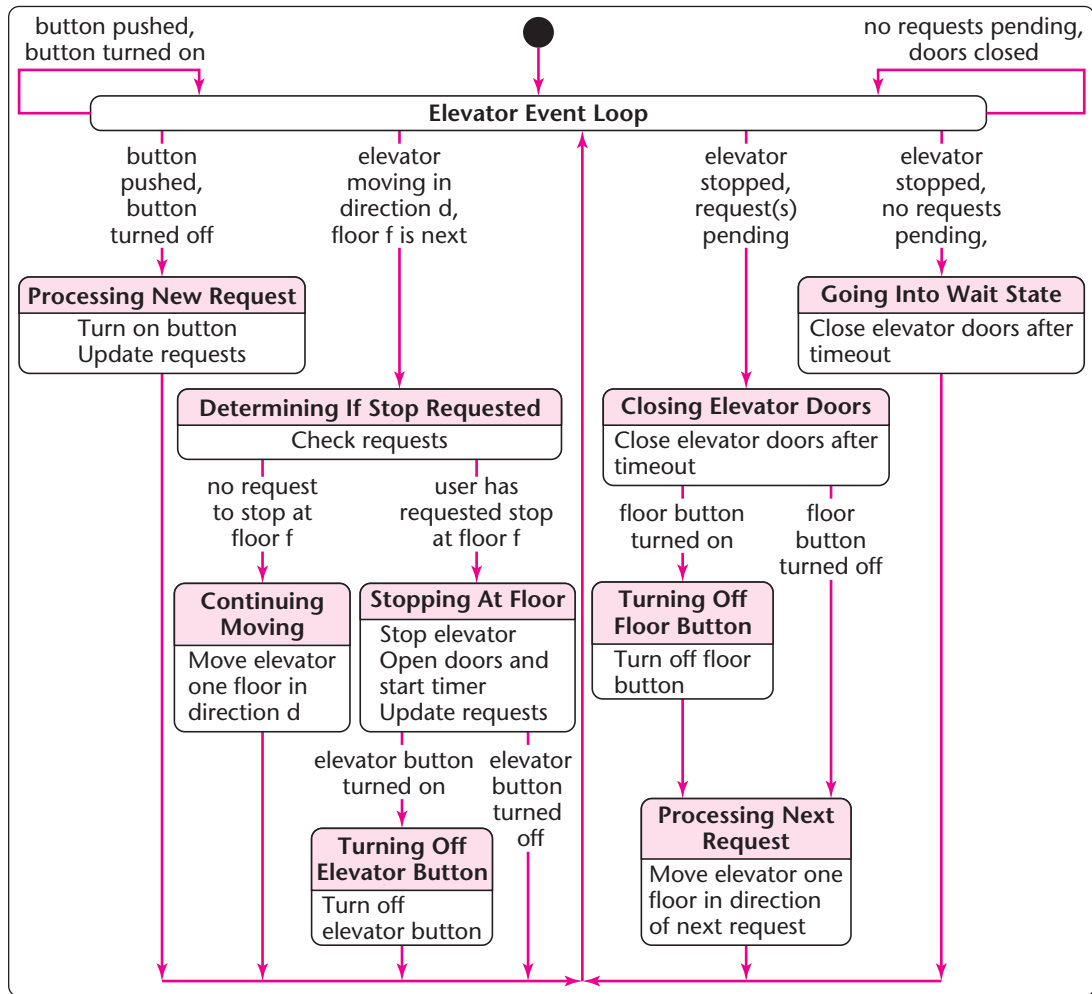 button pushed,
button turned on
no requests pending,
doors closed
Elevator Event Loop
button
pushed,
button
turned off
elevator
moving in
direction d,
floor f is next
elevator
stopped,
request(s)
pending
elevator
stopped,
no requests
pending,
Processing New Request
Turn on button
Update requests
Going Into Wait State
Close elevator doors after
timeout
Determining If Stop Requested
Check requests
Closing Elevator Doors
Close elevator doors after
timeout
no request
to stop at
floor f
user has
requested stop
at floor f
floor button
turned on
floor
button
turned off
Continuing
Moving
Move elevator
one floor in
direction d
Stopping At Floor
Stop elevator
Open doors and
start timer
Update requests
Turning Off
Floor Button
Turn off floor
button
elevator button
turned on
elevator
button
turned
off
Turning Off
Elevator Button
Turn off
elevator button
Processing Next
Request
Move elevator one
floor in direction
of next request